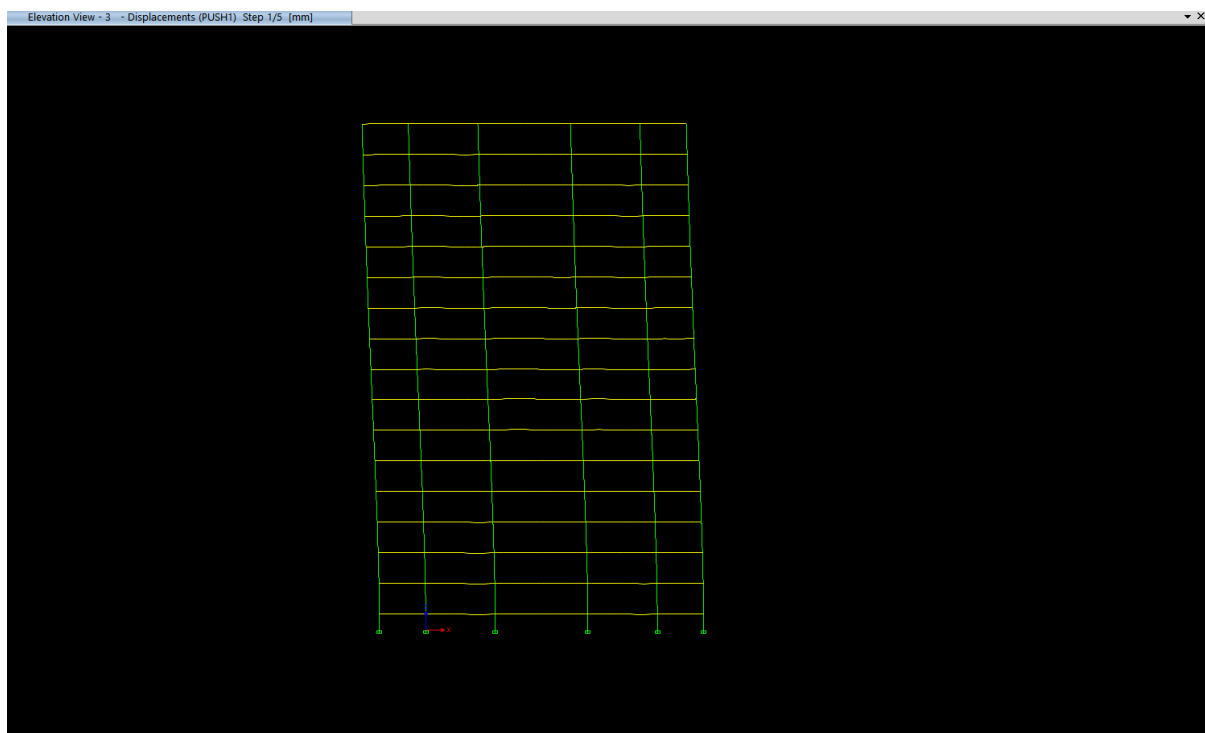 Elevation View - 3 - Displacements (PUSH1) Step 1/5 [mm]
X